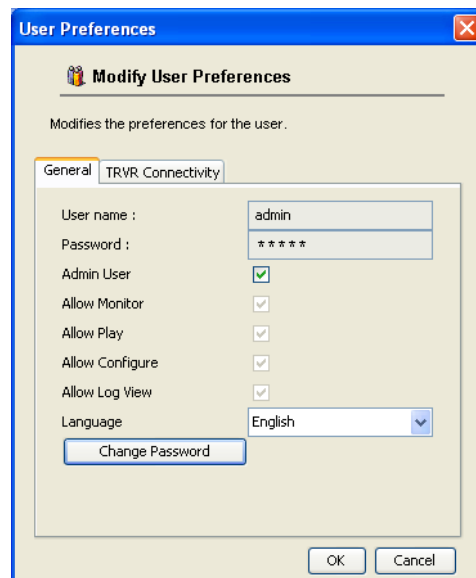 User Preferences
Modify User Preferences
Modifies the preferences for the user.
General TRVR Connectivity
User name : admin
Password : * * * * *
Admin User
Allow Monitor
Allow Play
Allow Configure
Allow Log View
Language English
Change Password
OK Cancel